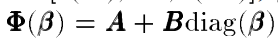 Φ(β) = A + Bdiag(β)